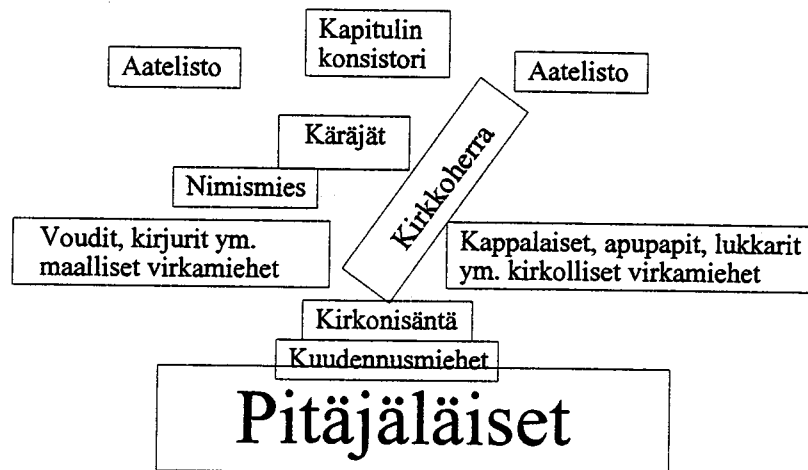 Kapitulin
konsistori
Aatelisto
Aatelisto
Käräjät
Kirkkoherra
Nimismies
Voudit, kirjurit ym.
maalliset virkamiehet
Kappalaiset, apupapit, lukkarit
ym. kirkolliset virkamiehet
Kirkonisäntä
Kuudennusmiehet
Pitäjäläiset